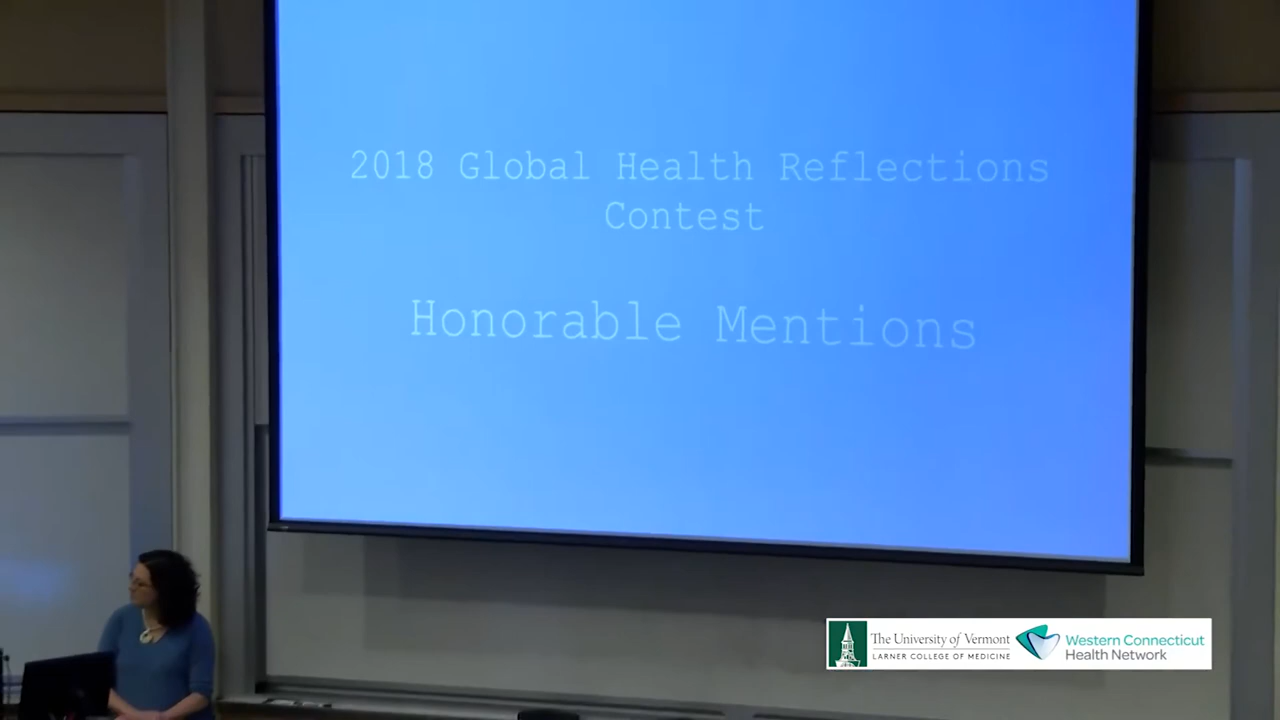 2018 Global Health Reflections
Contest
Honorable Mentions
The University of Vermont
LARNER COLLEGE OF MEDICINE
Western Connecticut
Health Network